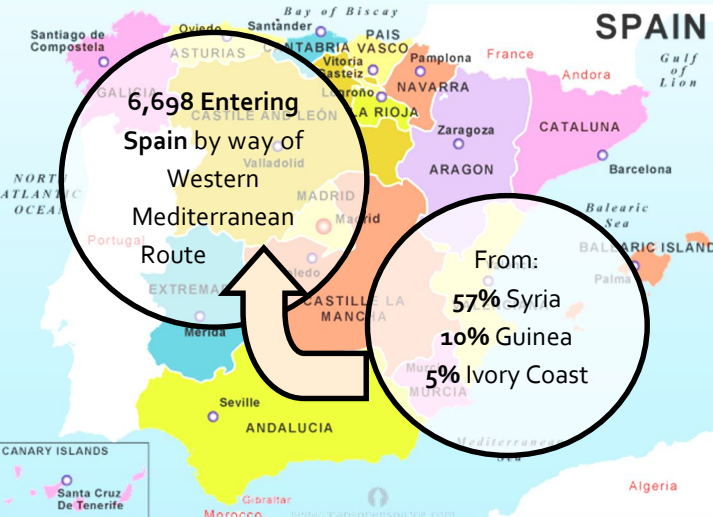 SPAIN
Bay of Biscay
Santiago de
Compostela
Oviedo
Santander
ASTURIAS
CANTABRIA
PAIS
VASCO
Vitoria
Gasteiz
Pamplona
NAVARRA
France
Andorra
Gulf
of
Lion
GALICIA
Logroño
LA RIOJA
6,698 Entering
Spain by way of
Western
Mediterranean
Route
CASTILE AND LEÓN
Valladolid
Zaragoza
ARAGON
CATALUNA
Barcelona
NORTH
ATLANTIC
OCEAN
Portugal
MADRID
Madrid
Toledo
EXTREMA
Merida
CASTILLE LA
MANCHA
Balearic
Sea
BALEARIC ISLAND
Palma
From:
57% Syria
10% Guinea
5% Ivory Coast
MURCIA
Seville
ANDALUCIA
Mediterranean
Sea
CANARY ISLANDS
Santa Cruz
De Tenerife
Gibraltar
Morocco
Algeria